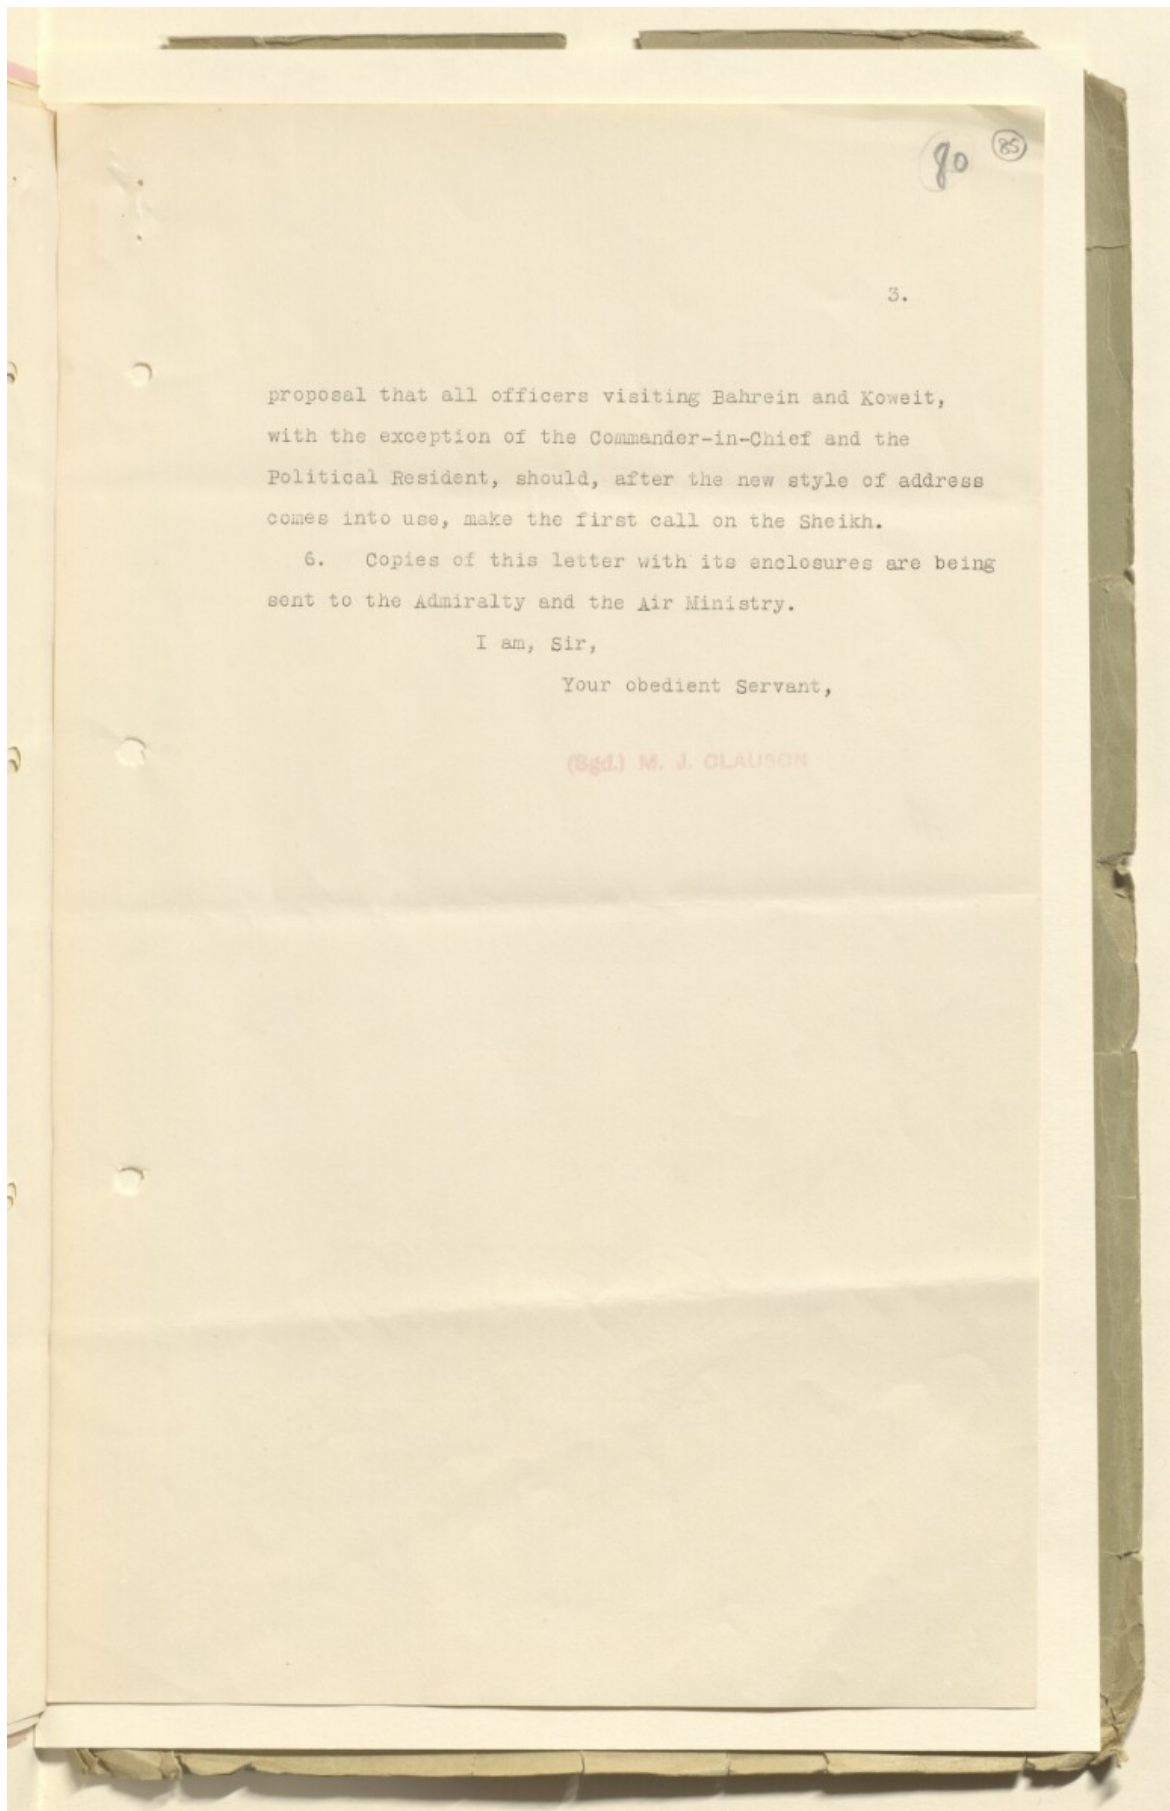 80 85
3.
proposal that all officers visiting Bahrein and Koweit,
with the exception of the Commander-in-Chief and the
Political Resident, should, after the new style of address
comes into use, make the first call on the Sheikh.
6. Copies of this letter with its enclosures are being
sent to the Admiralty and the Air Ministry.
I am, Sir,
Your obedient Servant,
(Sgd.) M. J. CLAUSON